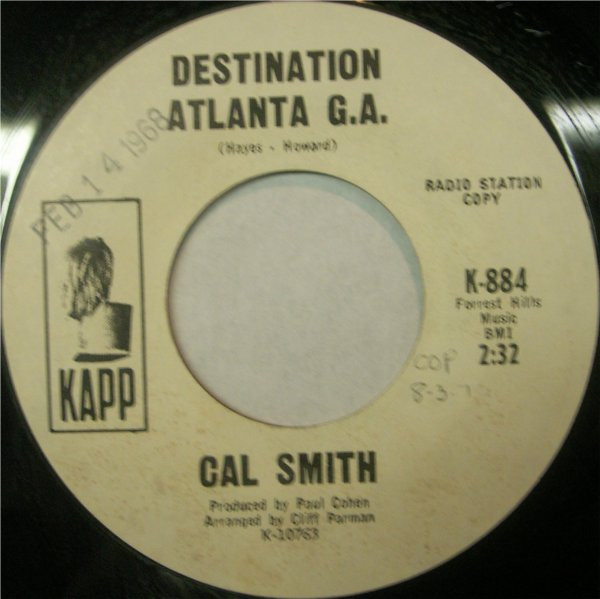 DESTINATION
ATLANTA G.A.
(Hayes - Howard)
FEB 14 1968
RADIO STATION
COPY
KAPP
K-884
Forrest Hills
Music
BMI
2:32
COP
CAL SMITH
Produced by Paul Cohen
Arranged by Cliff Parman
K-10763